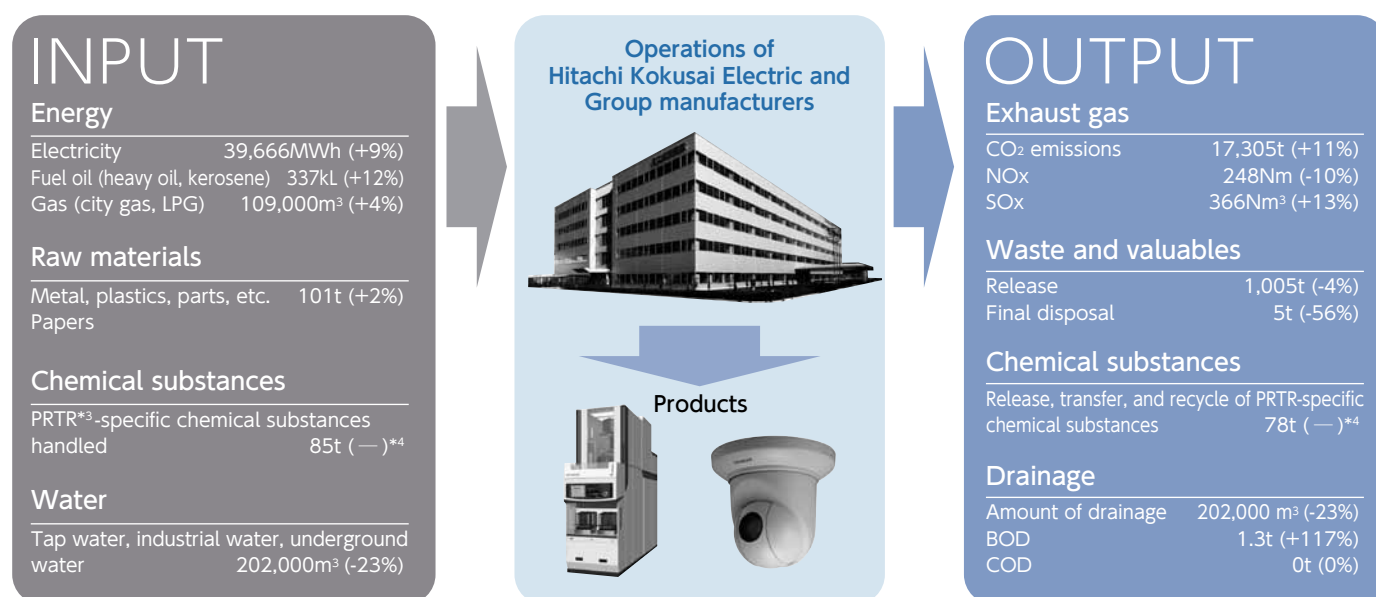 INPUT
Energy
Electricity 39,666MWh (+9%)
Fuel oil (heavy oil, kerosene) 337kL (+12%)
Gas (city gas, LPG) 109,000m³ (+4%)
Raw materials
Metal, plastics, parts, etc. 101t (+2%)
Papers
Chemical substances
PRTR*³-specific chemical substances
handled 85t ( — )*⁴
Water
Tap water, industrial water, underground
water 202,000m³ (-23%)
Operations of
Hitachi Kokusai Electric and
Group manufacturers
Products
OUTPUT
Exhaust gas
CO₂ emissions 17,305t (+11%)
NOx 248Nm (-10%)
SOx 366Nm³ (+13%)
Waste and valuables
Release 1,005t (-4%)
Final disposal 5t (-56%)
Chemical substances
Release, transfer, and recycle of PRTR-specific
chemical substances 78t ( — )*⁴
Drainage
Amount of drainage 202,000 m³ (-23%)
BOD 1.3t (+117%)
COD 0t (0%)